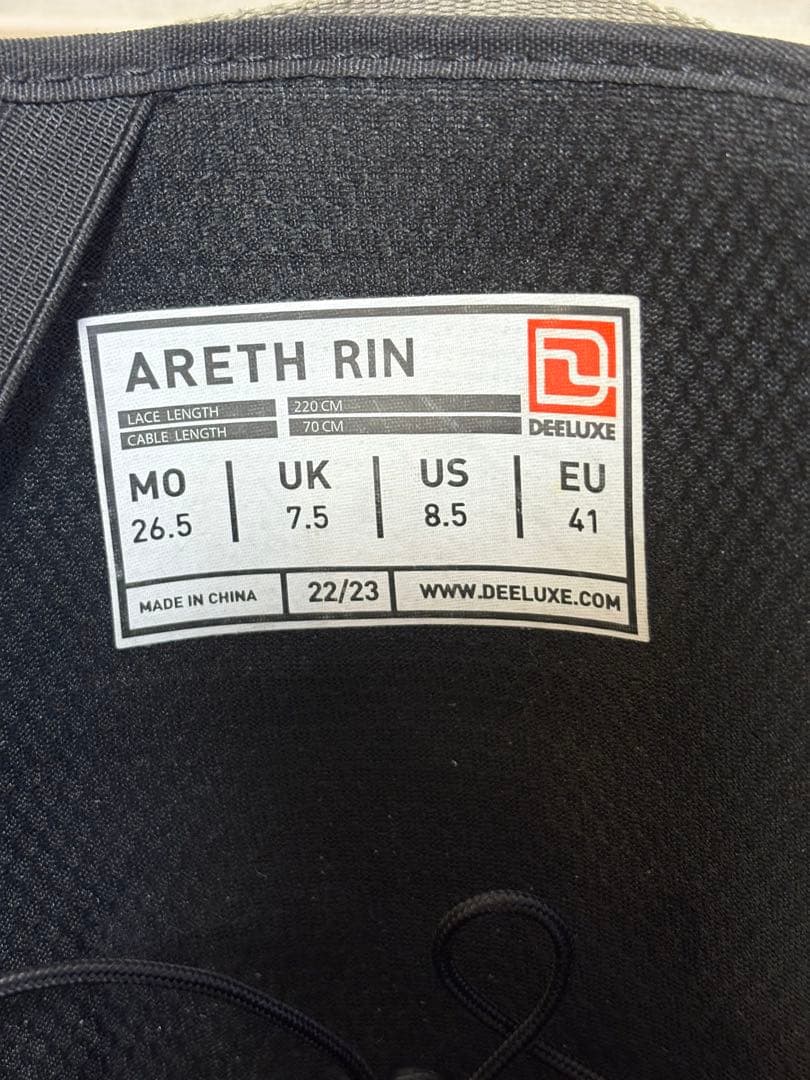 ARETH RIN
LACE LENGTH 220 CM
CABLE LENGTH 70 CM
DEELUXE
MO UK US EU
26.5 7.5 8.5 41
MADE IN CHINA 22/23 WWW.DEELUXE.COM